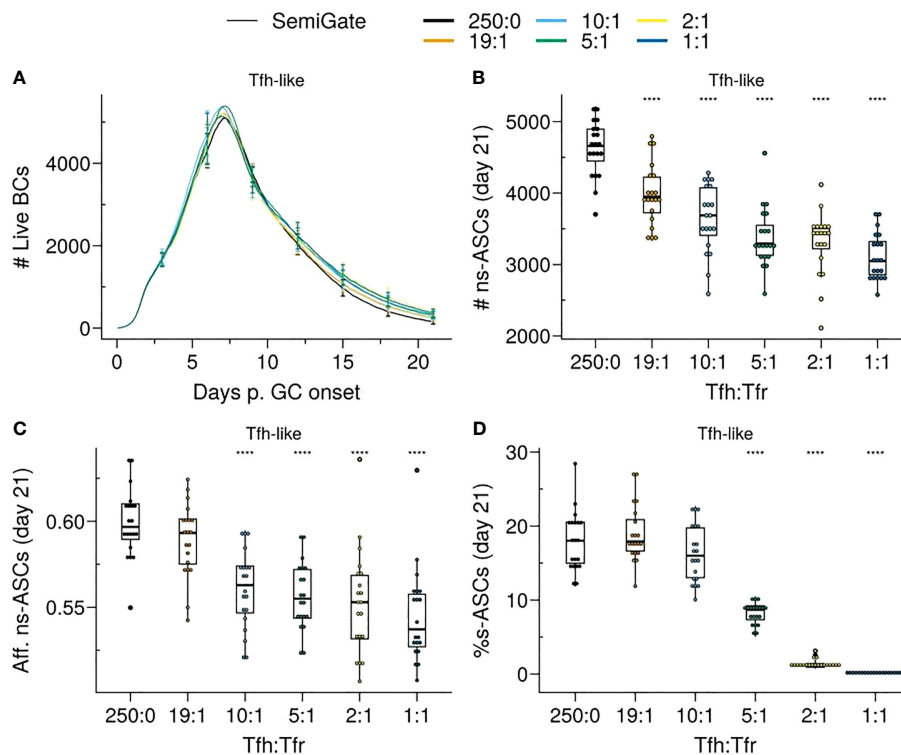 SemiGate 250:0 10:1 2:1
19:1 5:1 1:1
A
Tfh-like
# Live BCs
4000
2000
0
0 5 10 15 20
Days p. GC onset
B
Tfh-like
**** **** **** **** ****
# ns-ASCs (day 21)
5000
4000
3000
2000
250:0 19:1 10:1 5:1 2:1 1:1
Tfh:Tfr
C
Tfh-like
**** **** **** ****
Aff. ns-ASCs (day 21)
0.60
0.55
250:0 19:1 10:1 5:1 2:1 1:1
Tfh:Tfr
D
Tfh-like
**** **** ****
%s-ASCs (day 21)
30
20
10
0
250:0 19:1 10:1 5:1 2:1 1:1
Tfh:Tfr